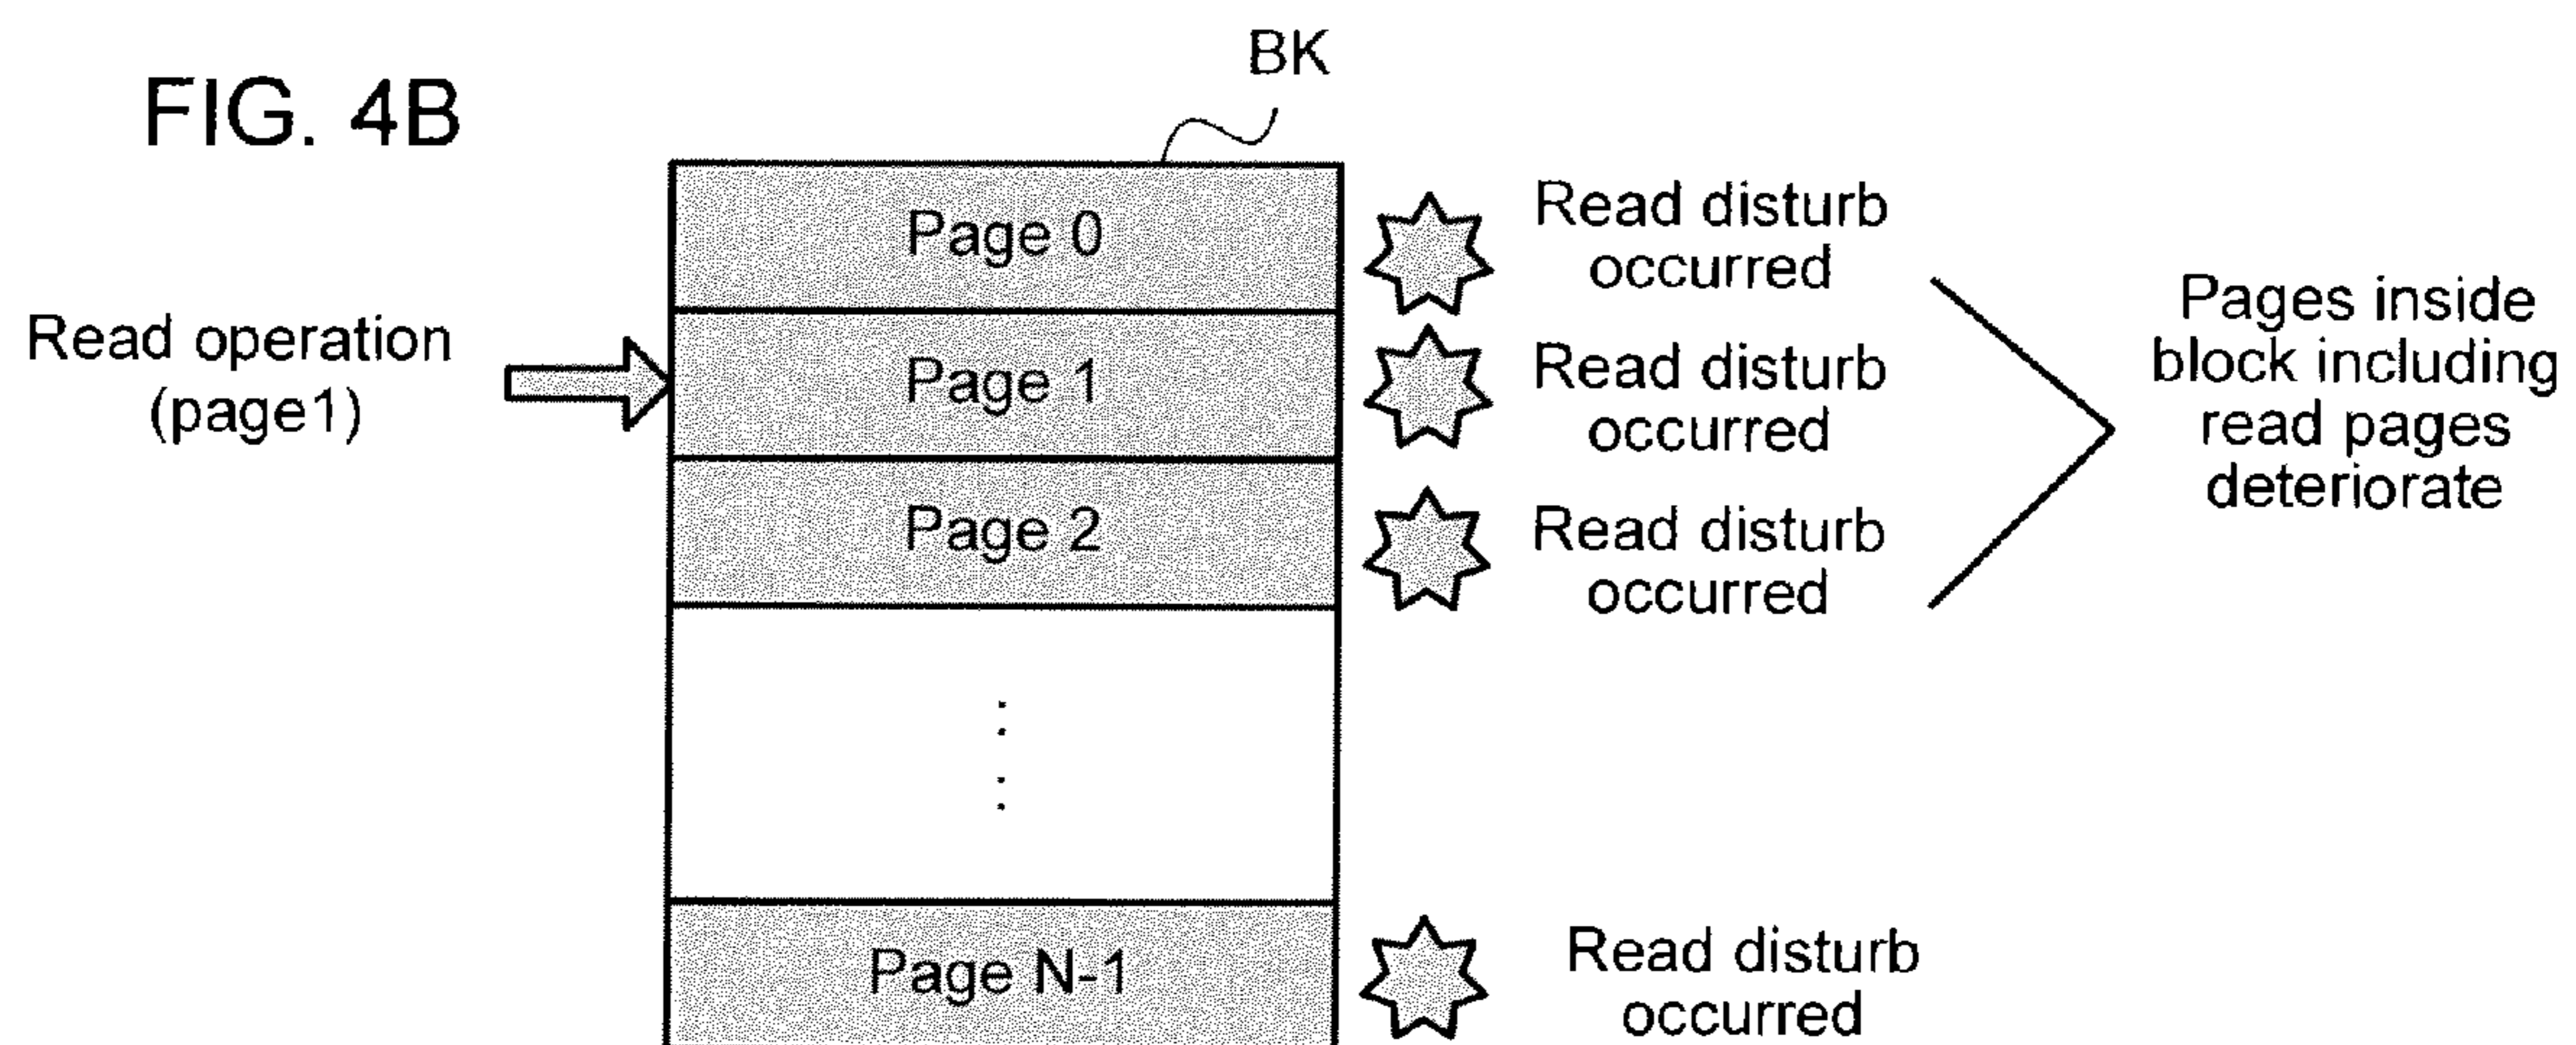 FIG. 4B
BK
Read operation
(page1)
Page 0
Page 1
Page 2
Page N-1
Read disturb
occurred
Read disturb
occurred
Read disturb
occurred
Read disturb
occurred
Pages inside
block including
read pages
deteriorate